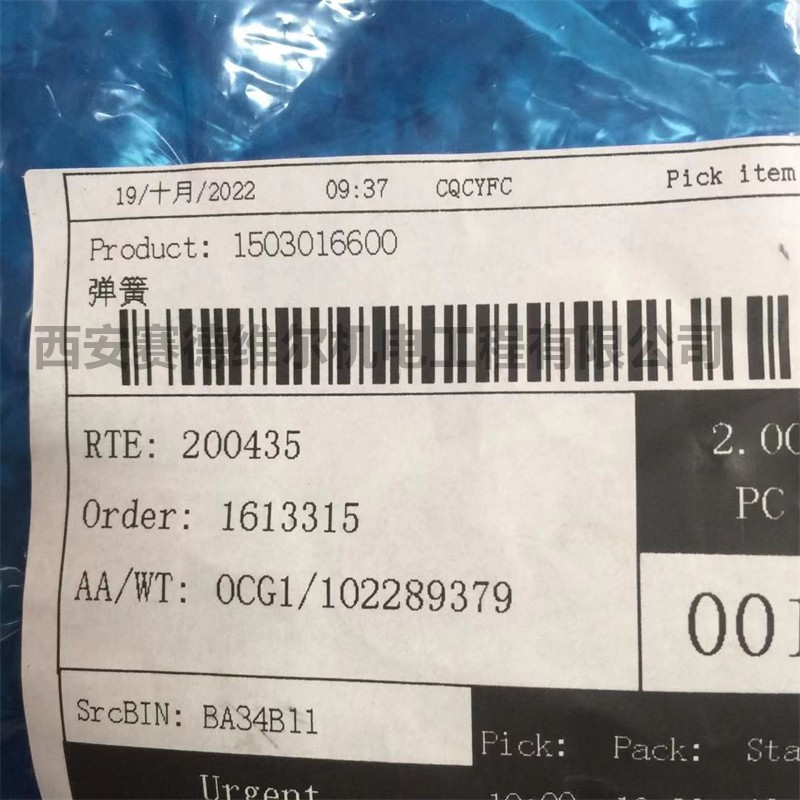 19/十月/2022 09:37 CQCYFC Pick item
Product: 1503016600
弹簧
西安赛德维尔机电工程有限公司
RTE: 200435
2.00
Order: 1613315
PC
AA/WT: OCG1/102289379
001
SrcBIN: BA34B11
Pick: Pack: Sta
Urgent